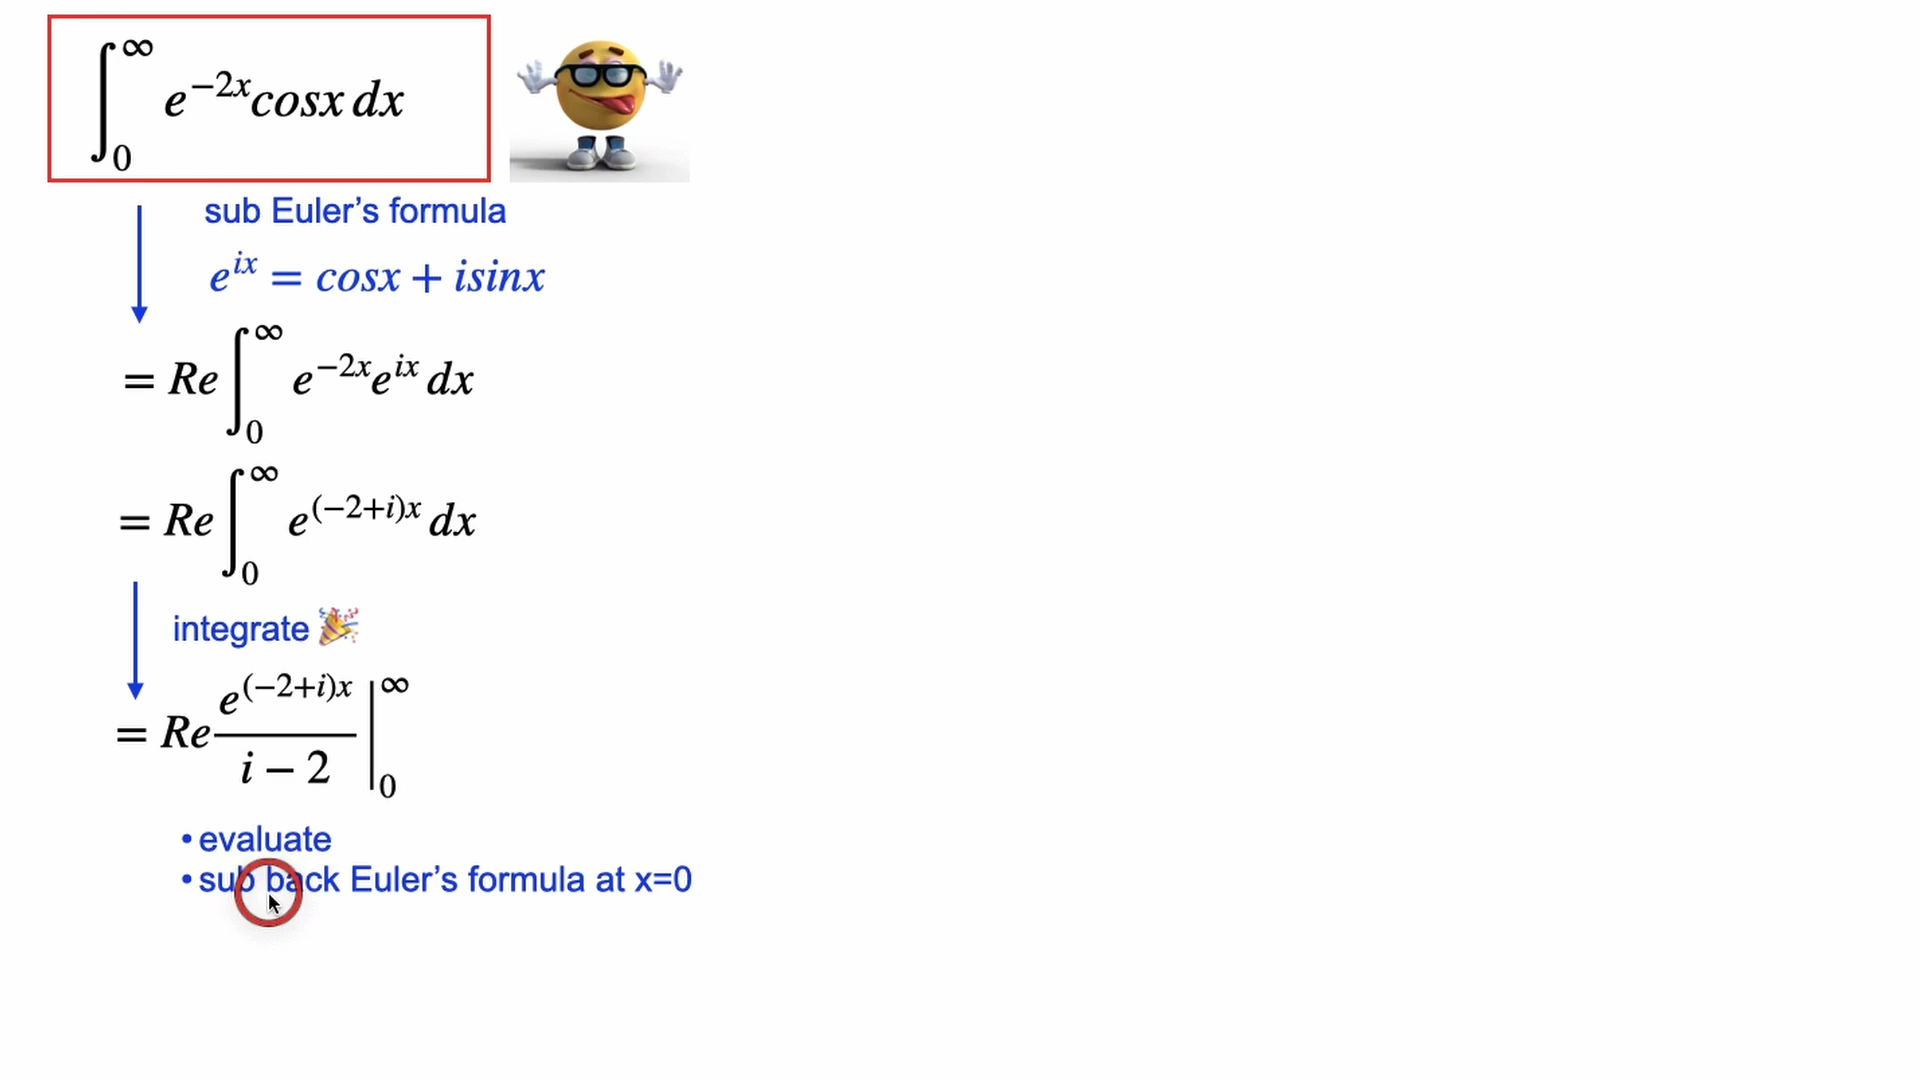 ∫₀^∞ e^{−2x}cosx dx
sub Euler’s formula
e^{ix} = cosx + isinx
= Re ∫₀^∞ e^{−2x}e^{ix} dx
= Re ∫₀^∞ e^{(−2+i)x} dx
integrate 🎉
= Re \frac{e^{(−2+i)x}}{i − 2} |₀^∞
• evaluate
• sub back Euler’s formula at x=0